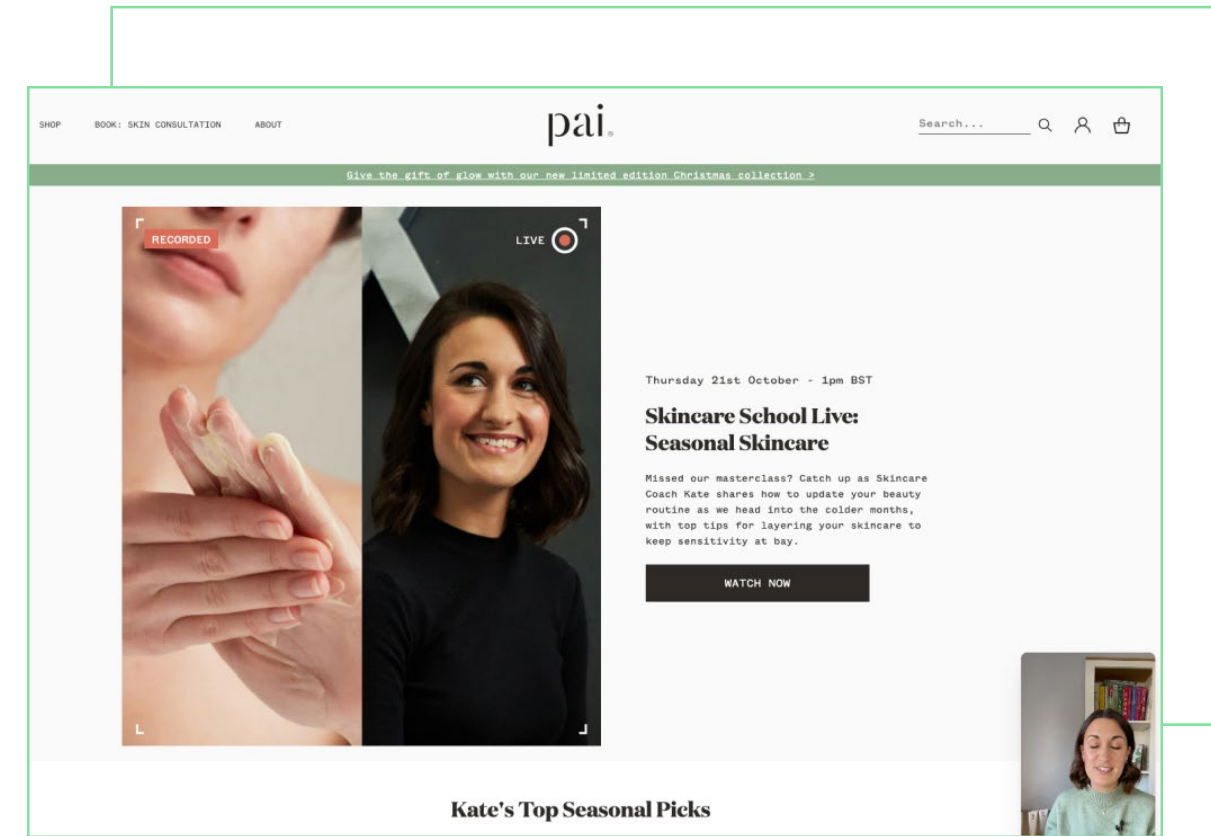 SHOP
BOOK: SKIN CONSULTATION
ABOUT
pai
Search...
Give the gift of glow with our new limited edition Christmas collection >
RECORDED
LIVE
Thursday 21st October - 1pm BST
Skincare School Live:
Seasonal Skincare
Missed our masterclass? Catch up as Skincare
Coach Kate shares how to update your beauty
routine as we head into the colder months,
with top tips for layering your skincare to
keep sensitivity at bay.
WATCH NOW
Kate's Top Seasonal Picks